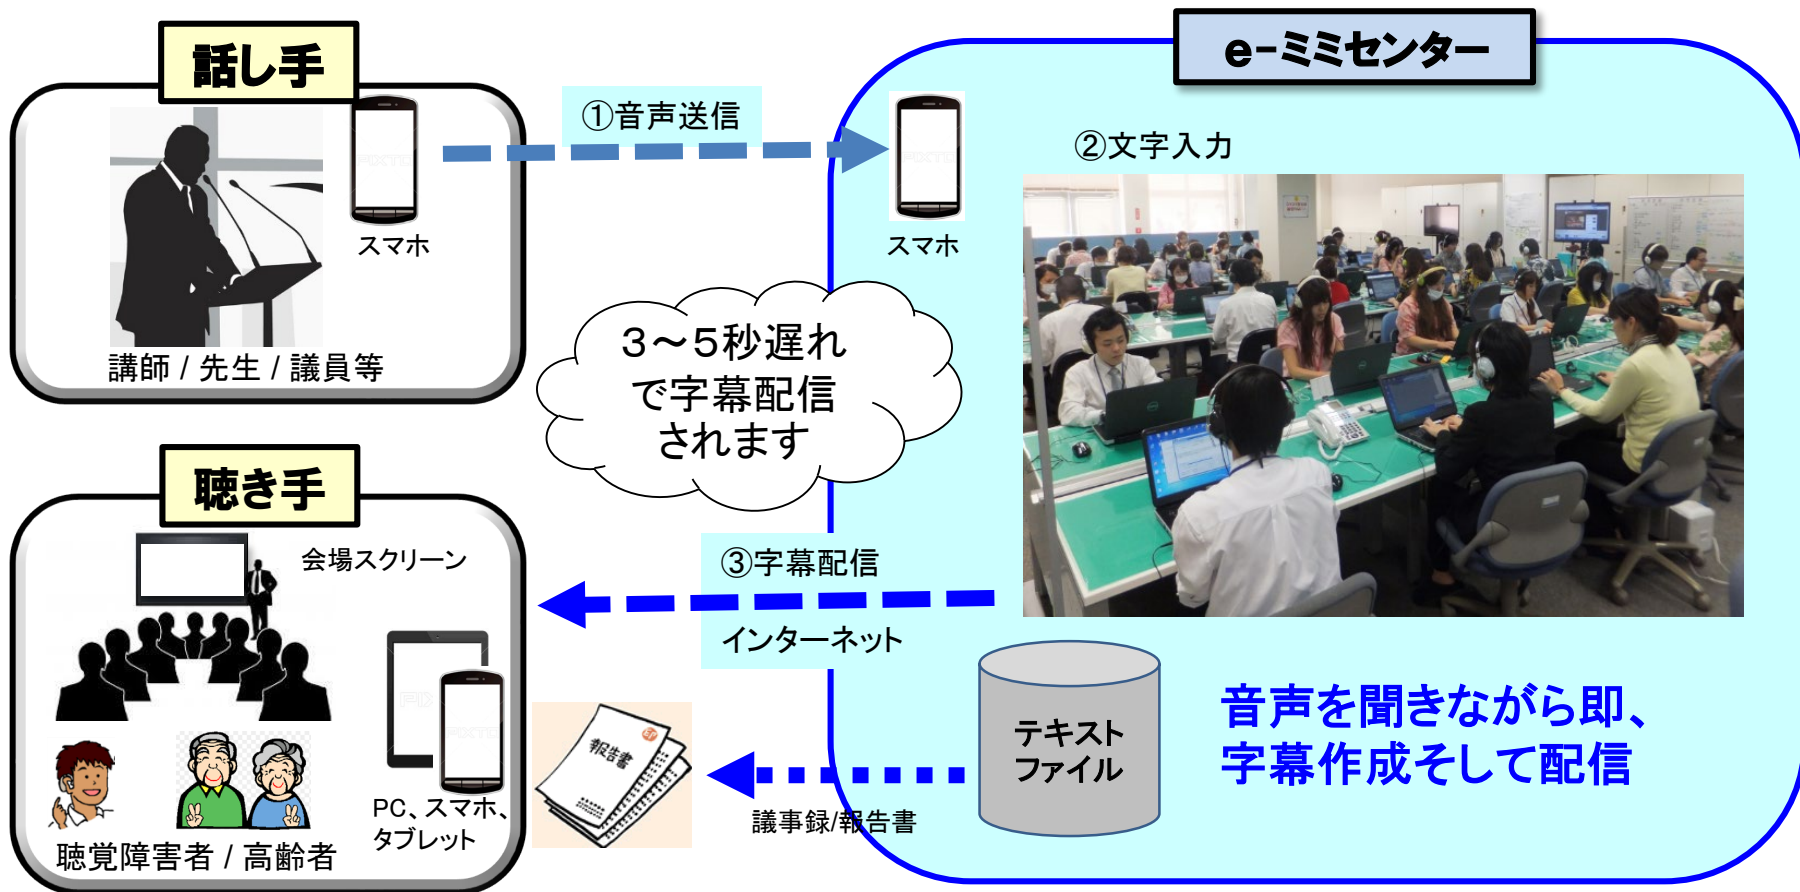 話し手
スマホ
講師 / 先生 / 議員等
①音声送信
e-ミミセンター
スマホ
②文字入力
3～5秒遅れ
で字幕配信
されます
聴き手
会場スクリーン
PC、スマホ、
タブレット
聴覚障害者 / 高齢者
③字幕配信
インターネット
報告書
議事録/報告書
テキスト
ファイル
音声を聞きながら即、
字幕作成そして配信